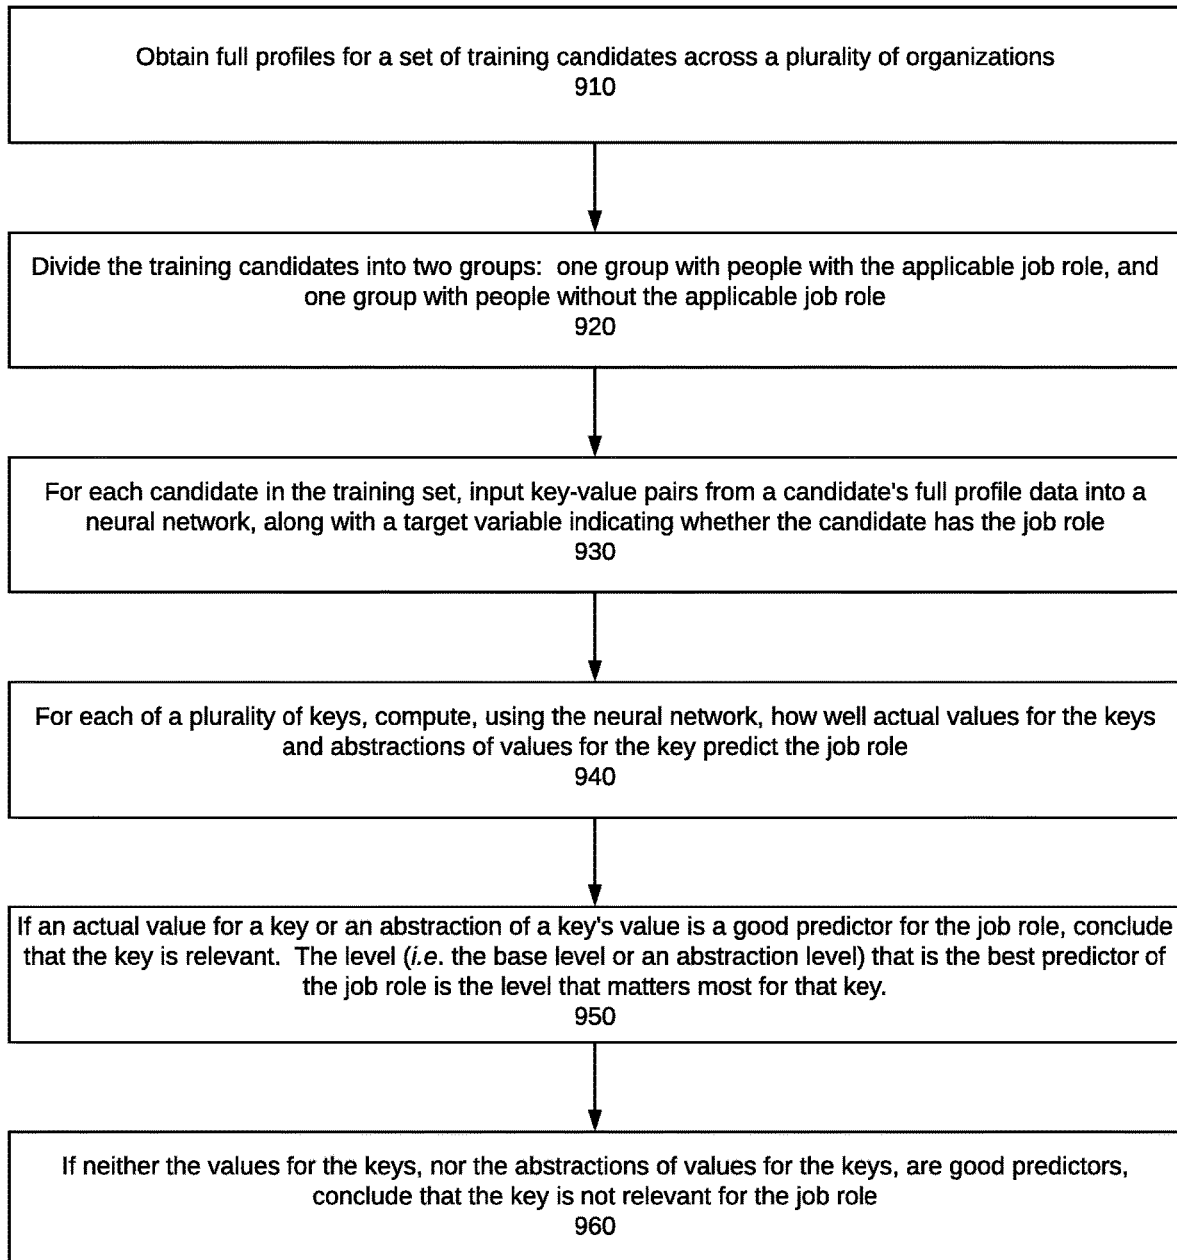 Obtain full profiles for a set of training candidates across a plurality of organizations
910
Divide the training candidates into two groups:  one group with people with the applicable job role, and
one group with people without the applicable job role
920
For each candidate in the training set, input key-value pairs from a candidate's full profile data into a
neural network, along with a target variable indicating whether the candidate has the job role
930
For each of a plurality of keys, compute, using the neural network, how well actual values for the keys
and abstractions of values for the key predict the job role
940
If an actual value for a key or an abstraction of a key's value is a good predictor for the job role, conclude
that the key is relevant.  The level (i.e. the base level or an abstraction level) that is the best predictor of
the job role is the level that matters most for that key.
950
If neither the values for the keys, nor the abstractions of values for the keys, are good predictors,
conclude that the key is not relevant for the job role
960